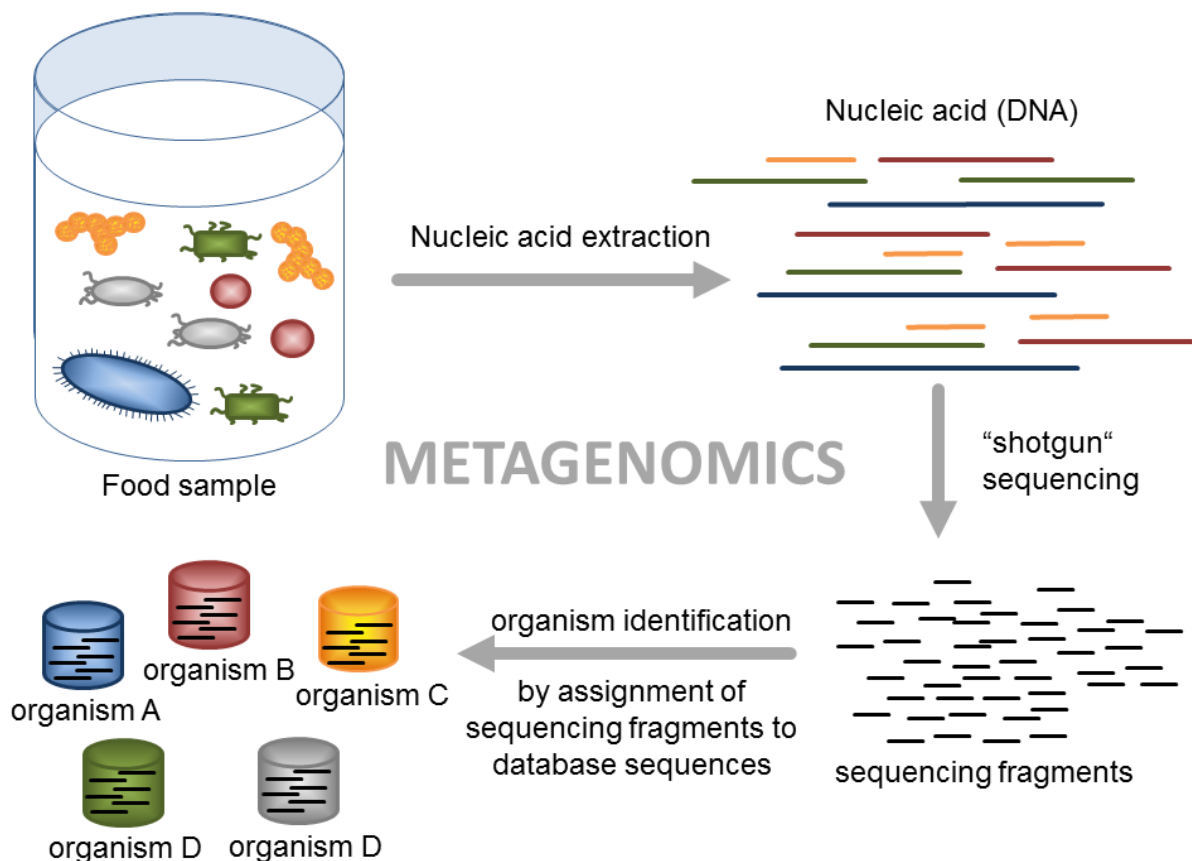 Nucleic acid (DNA)
Nucleic acid extraction
Food sample
METAGENOMICS
“shotgun“
sequencing
sequencing fragments
organism identification
by assignment of
sequencing fragments to
database sequences
organism A
organism B
organism C
organism D
organism D